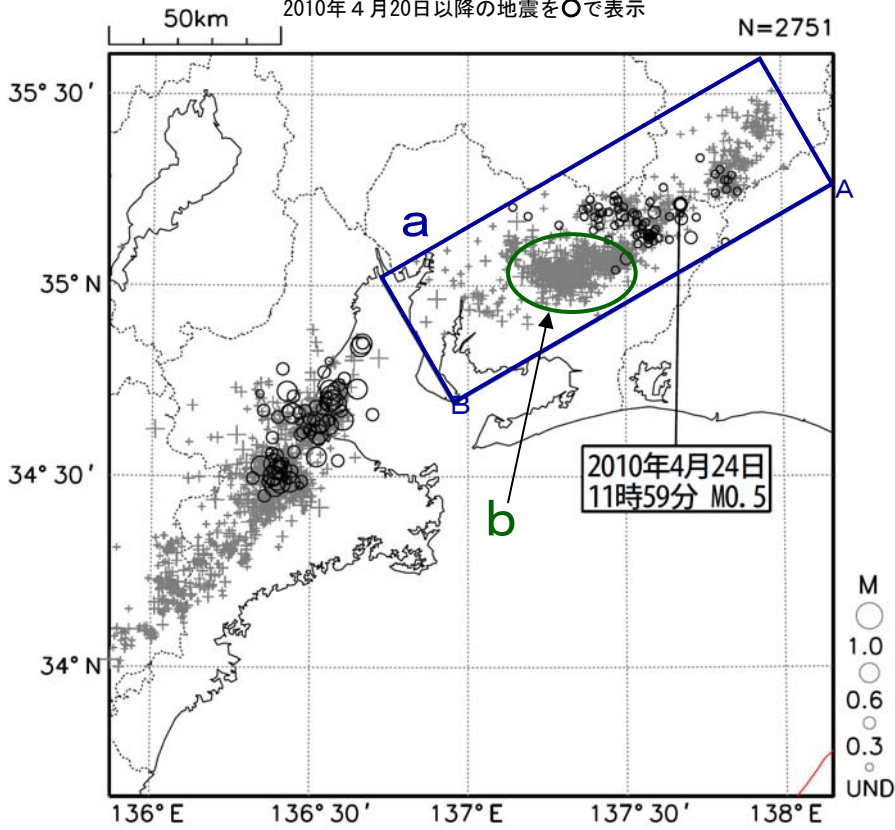 2010年4月20日以降の地震を○で表示
50km
N=2751
35° 30′
35° N
34° 30′
34° N
a
A
B
b
2010年4月24日
11時59分 M0.5
M
1.0
0.6
0.3
UND
136° E
136° 30′
137° E
137° 30′
138° E